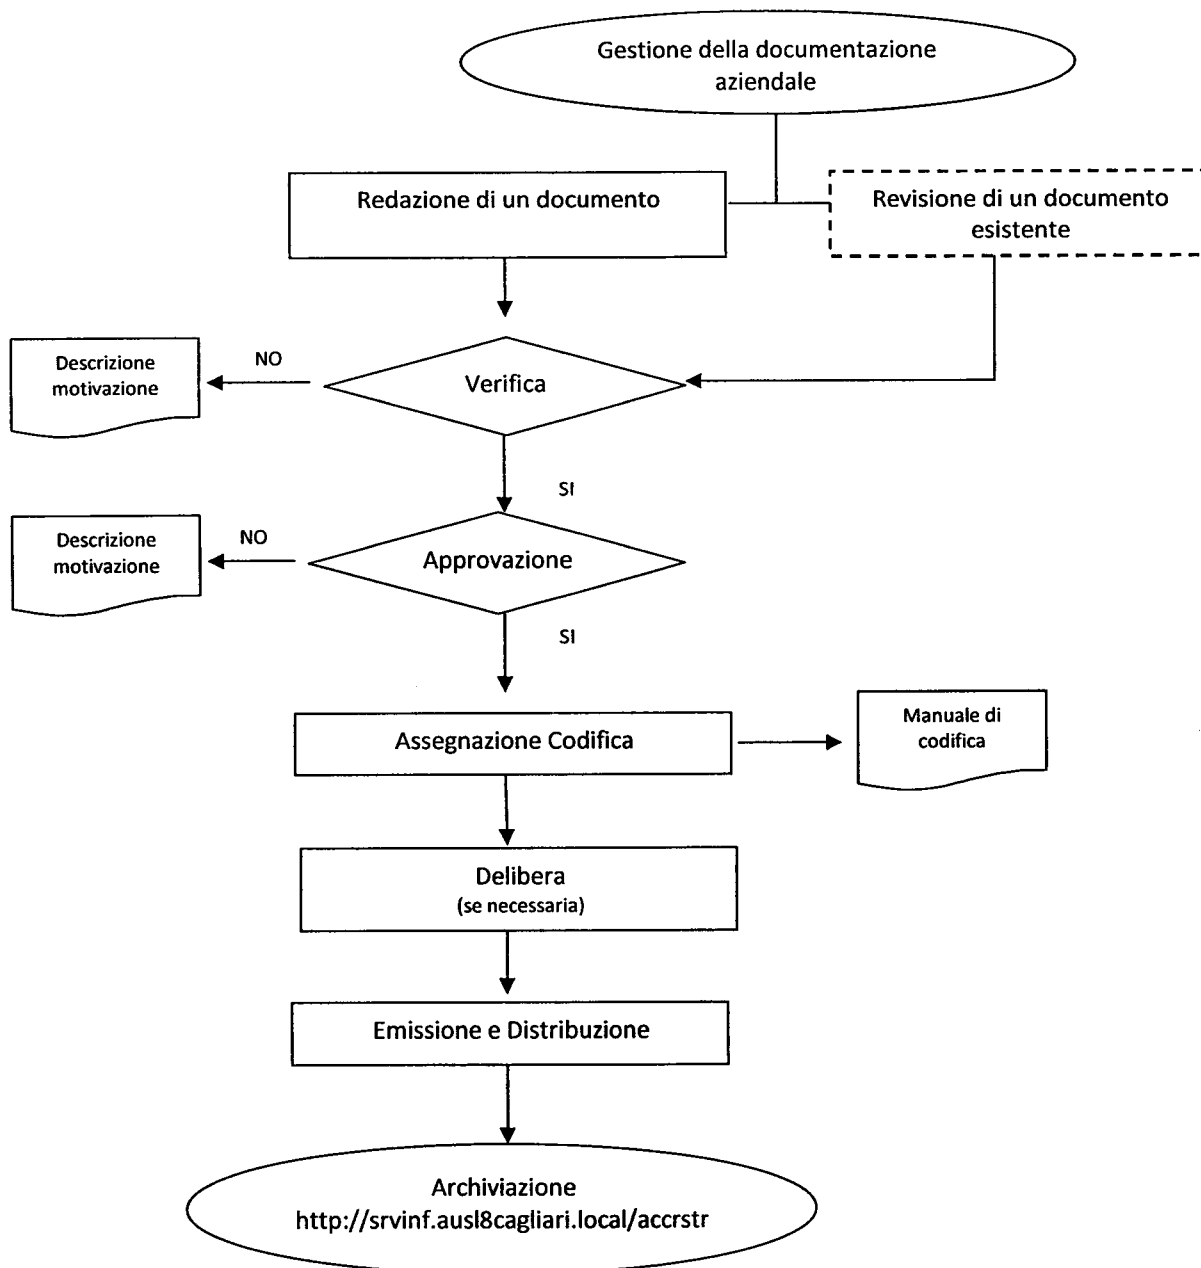 Gestione della documentazione
aziendale
Redazione di un documento
Revisione di un documento
esistente
Descrizione
motivazione
NO
Verifica
SI
Descrizione
motivazione
NO
Approvazione
SI
Assegnazione Codifica
Manuale di
codifica
Delibera
(se necessaria)
Emissione e Distribuzione
Archiviazione
http://srvinf.ausl8cagliari.local/accrstr